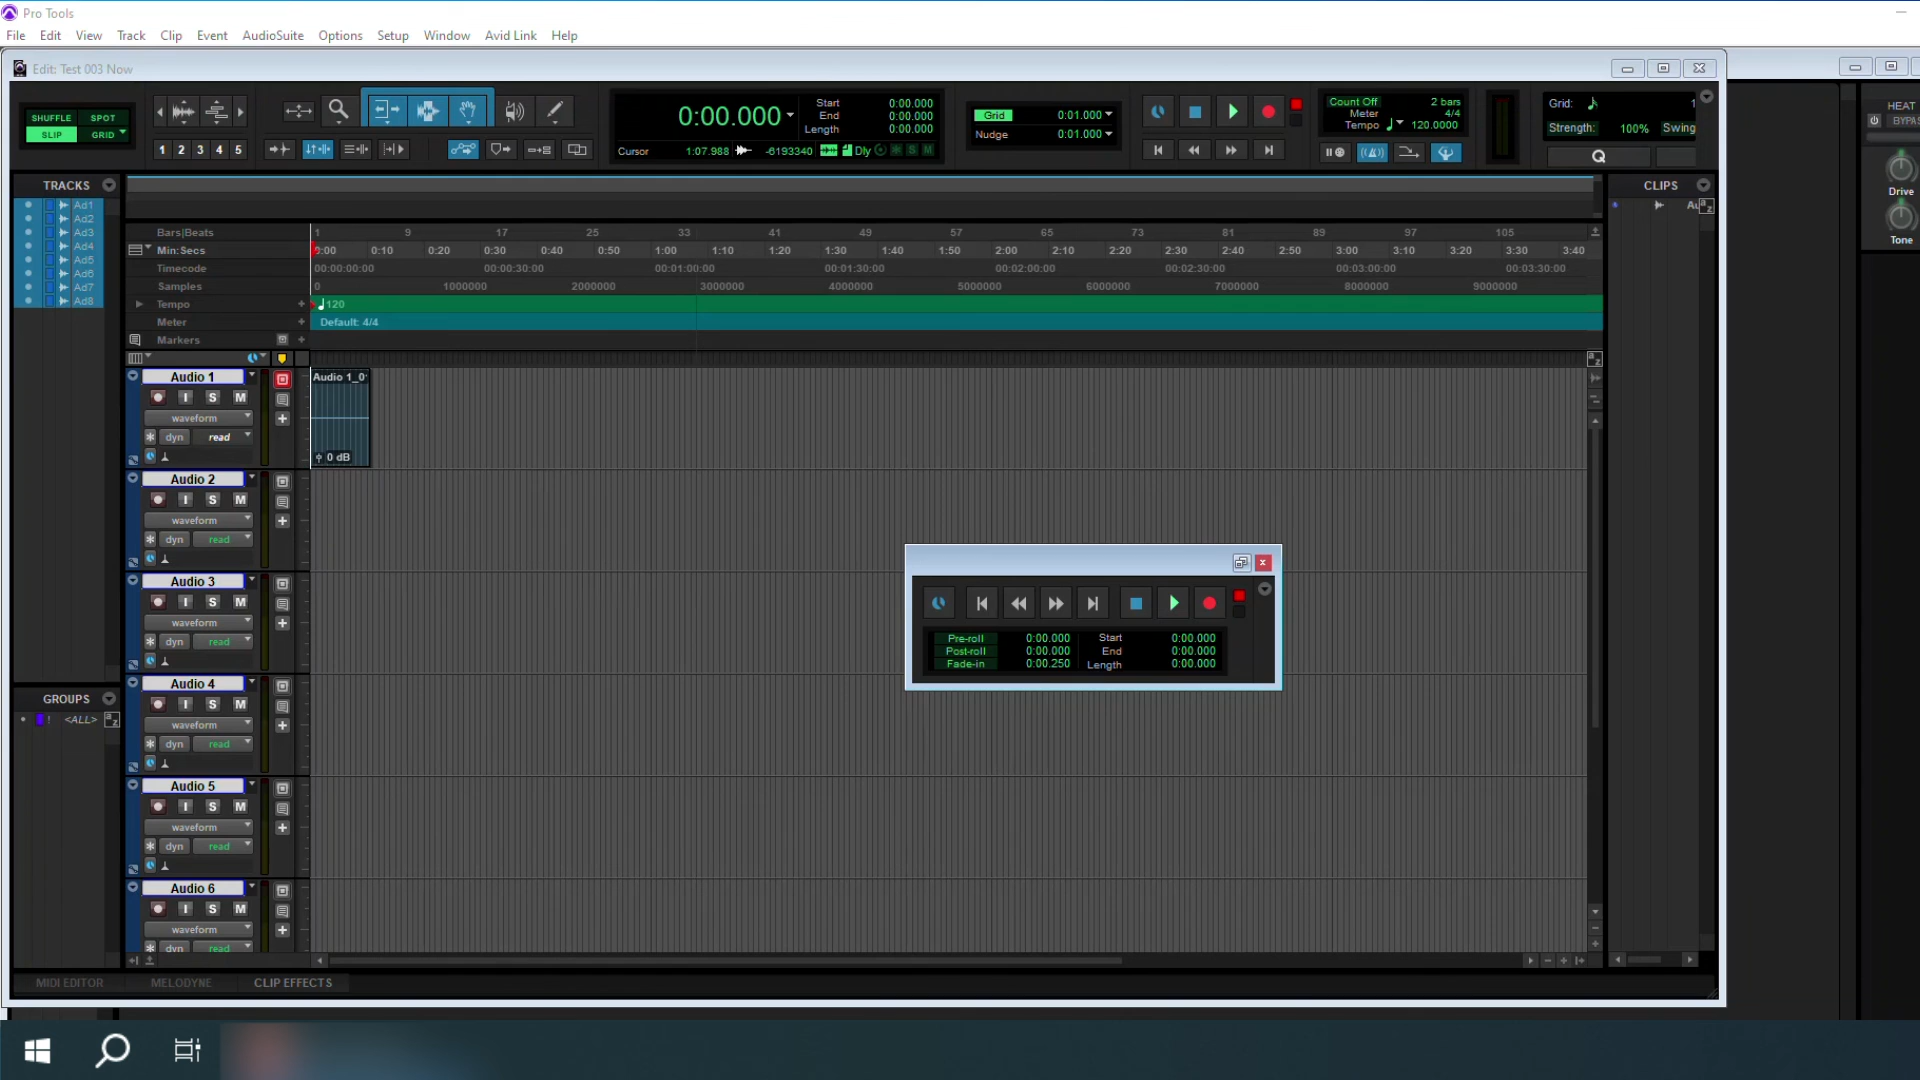 Pro Tools
File Edit View Track Clip Event AudioSuite Options Setup Window Avid Link Help
Edit: Test 003 Now
SHUFFLE SPOT
SLIP GRID
1 2 3 4 5
0:00.000
Start 0:00.000
End 0:00.000
Length 0:00.000
Cursor 1:07.988 -6193340 Dly S M
Grid 0:01.000
Nudge 0:01.000
Count Off 2 bars
Meter 4/4
Tempo 120.0000
Grid: 1
Strength: 100% Swing
Q
HEAT
BYPAS
Drive
Tone
TRACKS
Ad1
Ad2
Ad3
Ad4
Ad5
Ad6
Ad7
Ad8
GROUPS
! <ALL> a z
Bars|Beats 1 9 17 25 33 41 49 57 65 73 81 89 97 105
Min:Secs 0:00 0:10 0:20 0:30 0:40 0:50 1:00 1:10 1:20 1:30 1:40 1:50 2:00 2:10 2:20 2:30 2:40 2:50 3:00 3:10 3:20 3:30 3:40
Timecode 00:00:00:00 00:00:30:00 00:01:00:00 00:01:30:00 00:02:00:00 00:02:30:00 00:03:00:00 00:03:30:00
Samples 0 1000000 2000000 3000000 4000000 5000000 6000000 7000000 8000000 9000000
Tempo + 120
Meter + Default: 4/4
Markers +
Audio 1
I S M
waveform
dyn read
Audio 1_0
0 dB
Audio 2
I S M
waveform
dyn read
Audio 3
I S M
waveform
dyn read
Audio 4
I S M
waveform
dyn read
Audio 5
I S M
waveform
dyn read
Audio 6
I S M
waveform
dyn read
Pre-roll 0:00.000 Start 0:00.000
Post-roll 0:00.000 End 0:00.000
Fade-in 0:00.250 Length 0:00.000
CLIPS
Au
a z
MIDI EDITOR MELODYNE CLIP EFFECTS